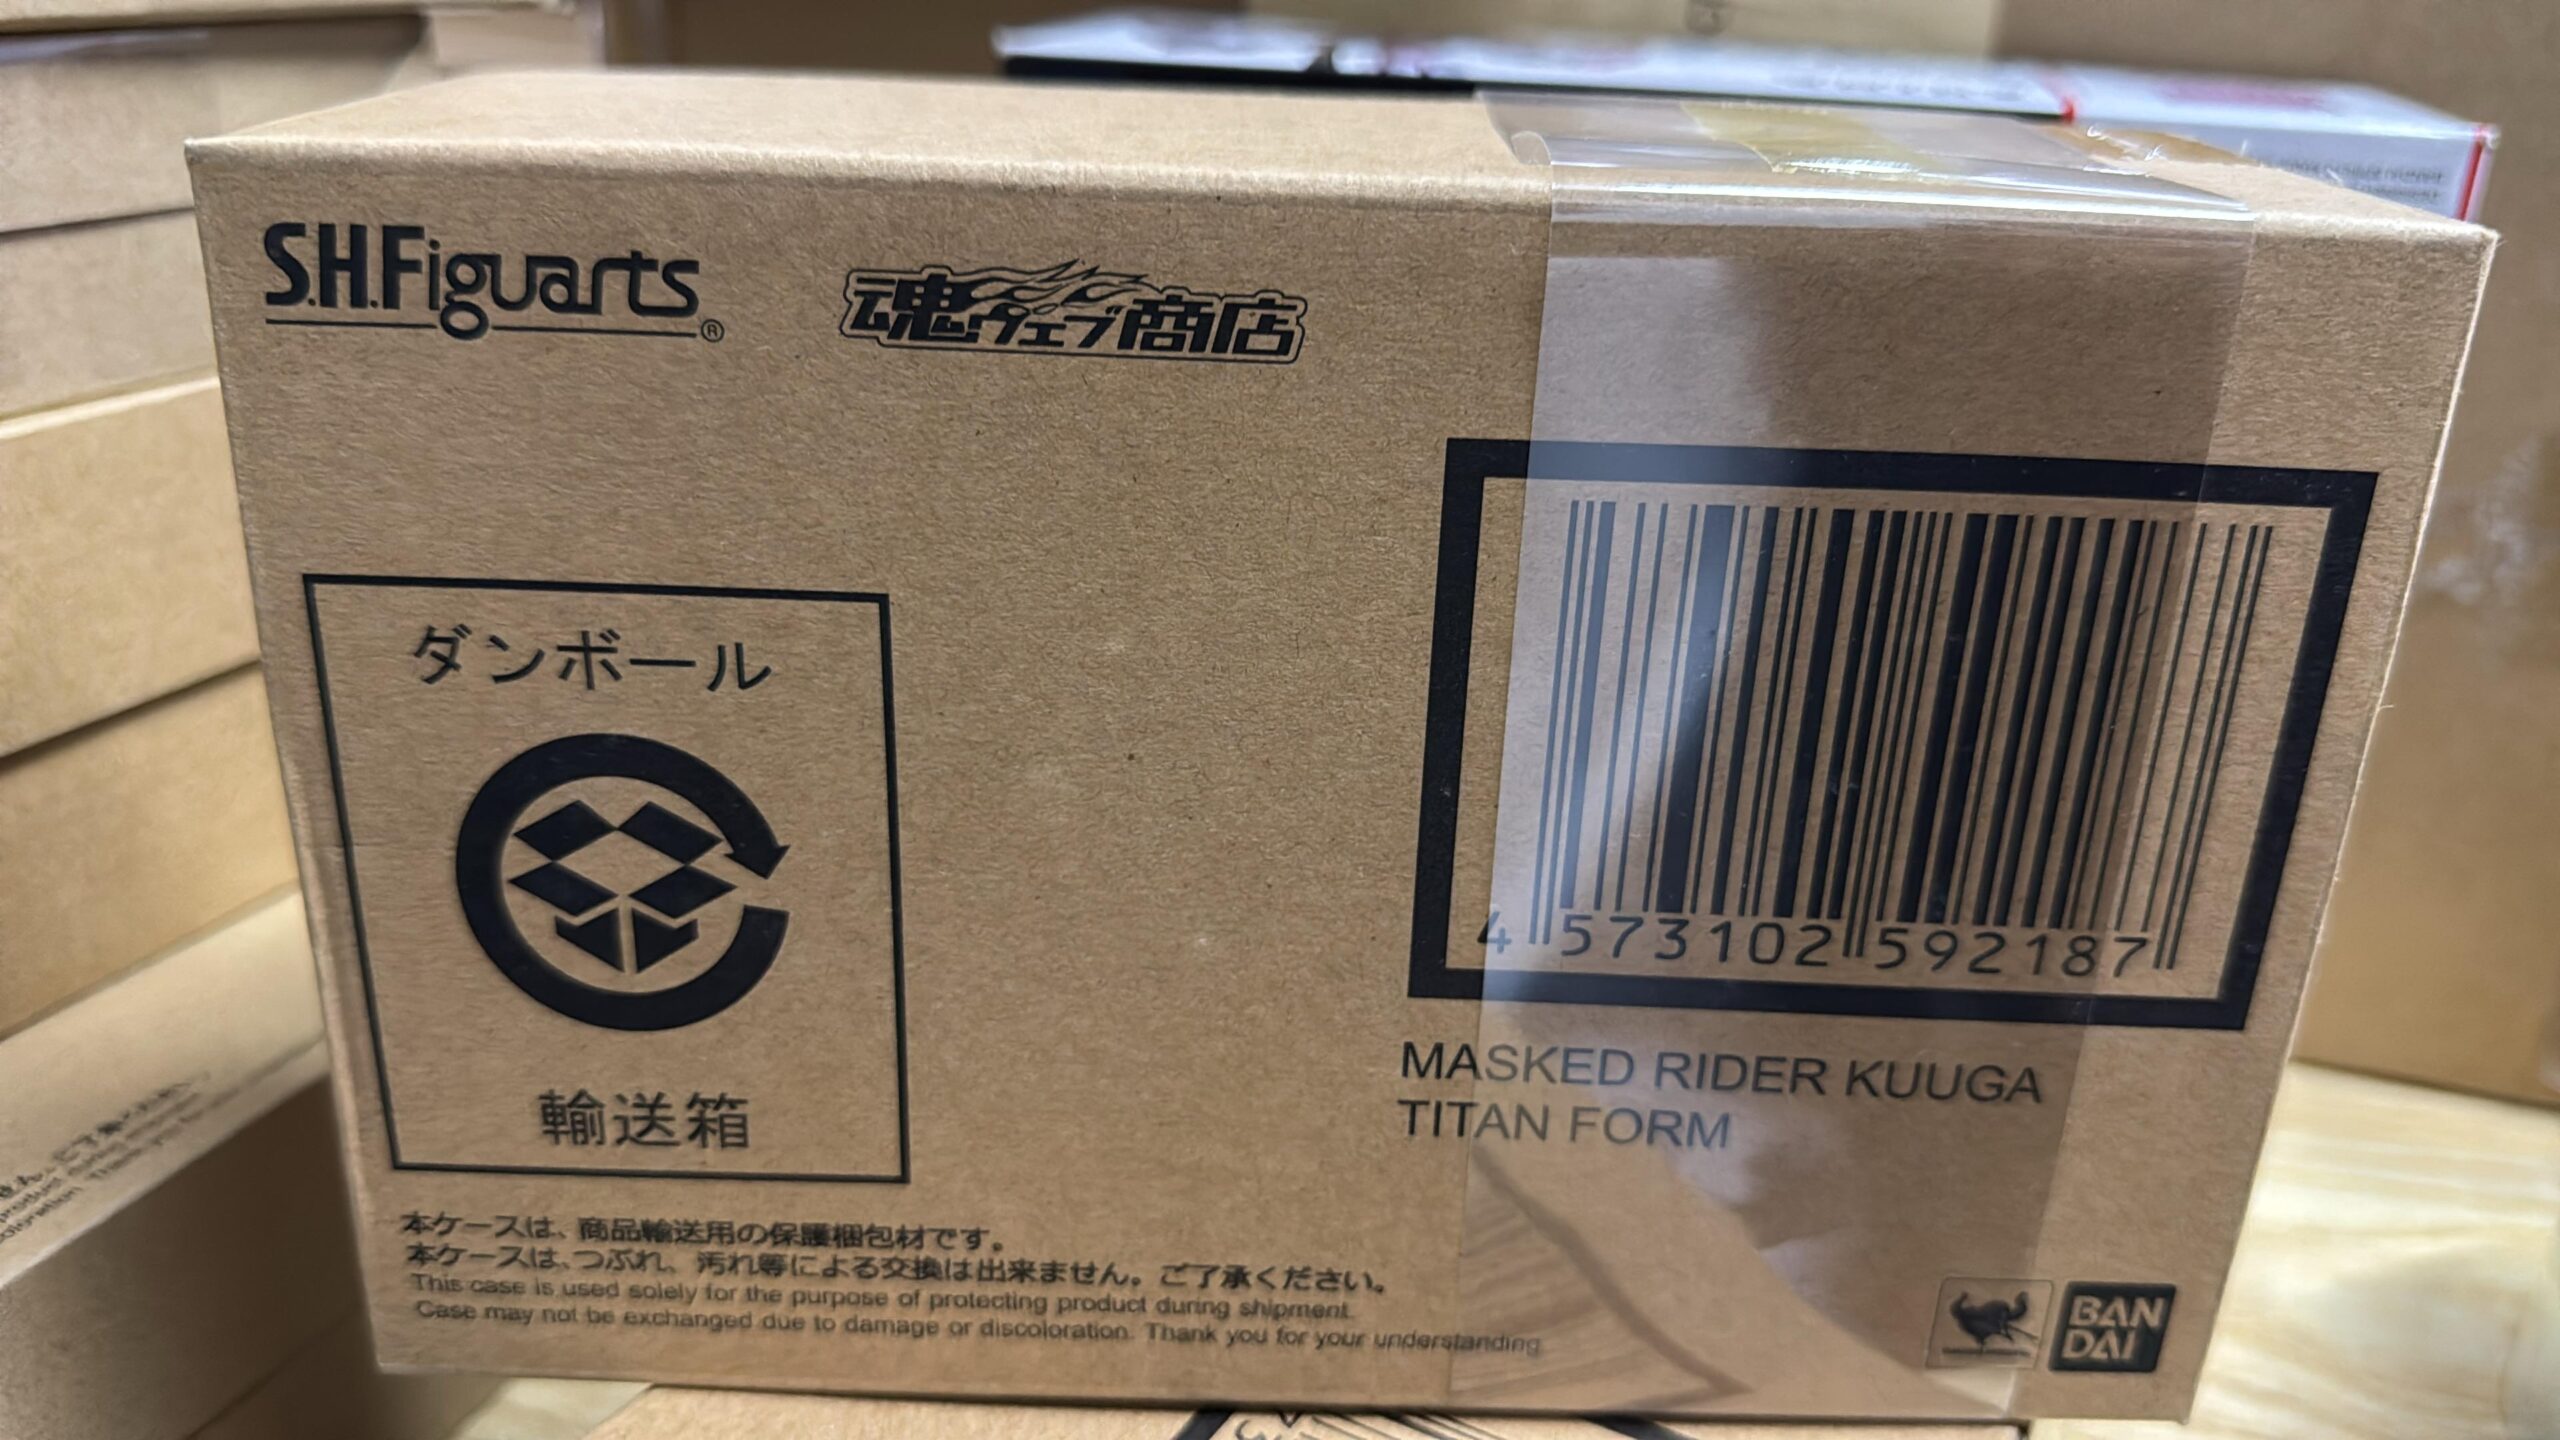 S.H.Figuarts®
魂ウェブ商店
ダンボール
輸送箱
4 573102 592187
MASKED RIDER KUUGA
TITAN FORM
本ケースは、商品輸送用の保護梱包材です。
本ケースは、つぶれ、汚れ等による交換は出来ません。ご了承ください。
This case is used solely for the purpose of protecting product during shipment.
Case may not be exchanged due to damage or discoloration. Thank you for your understanding
BAN
DAI